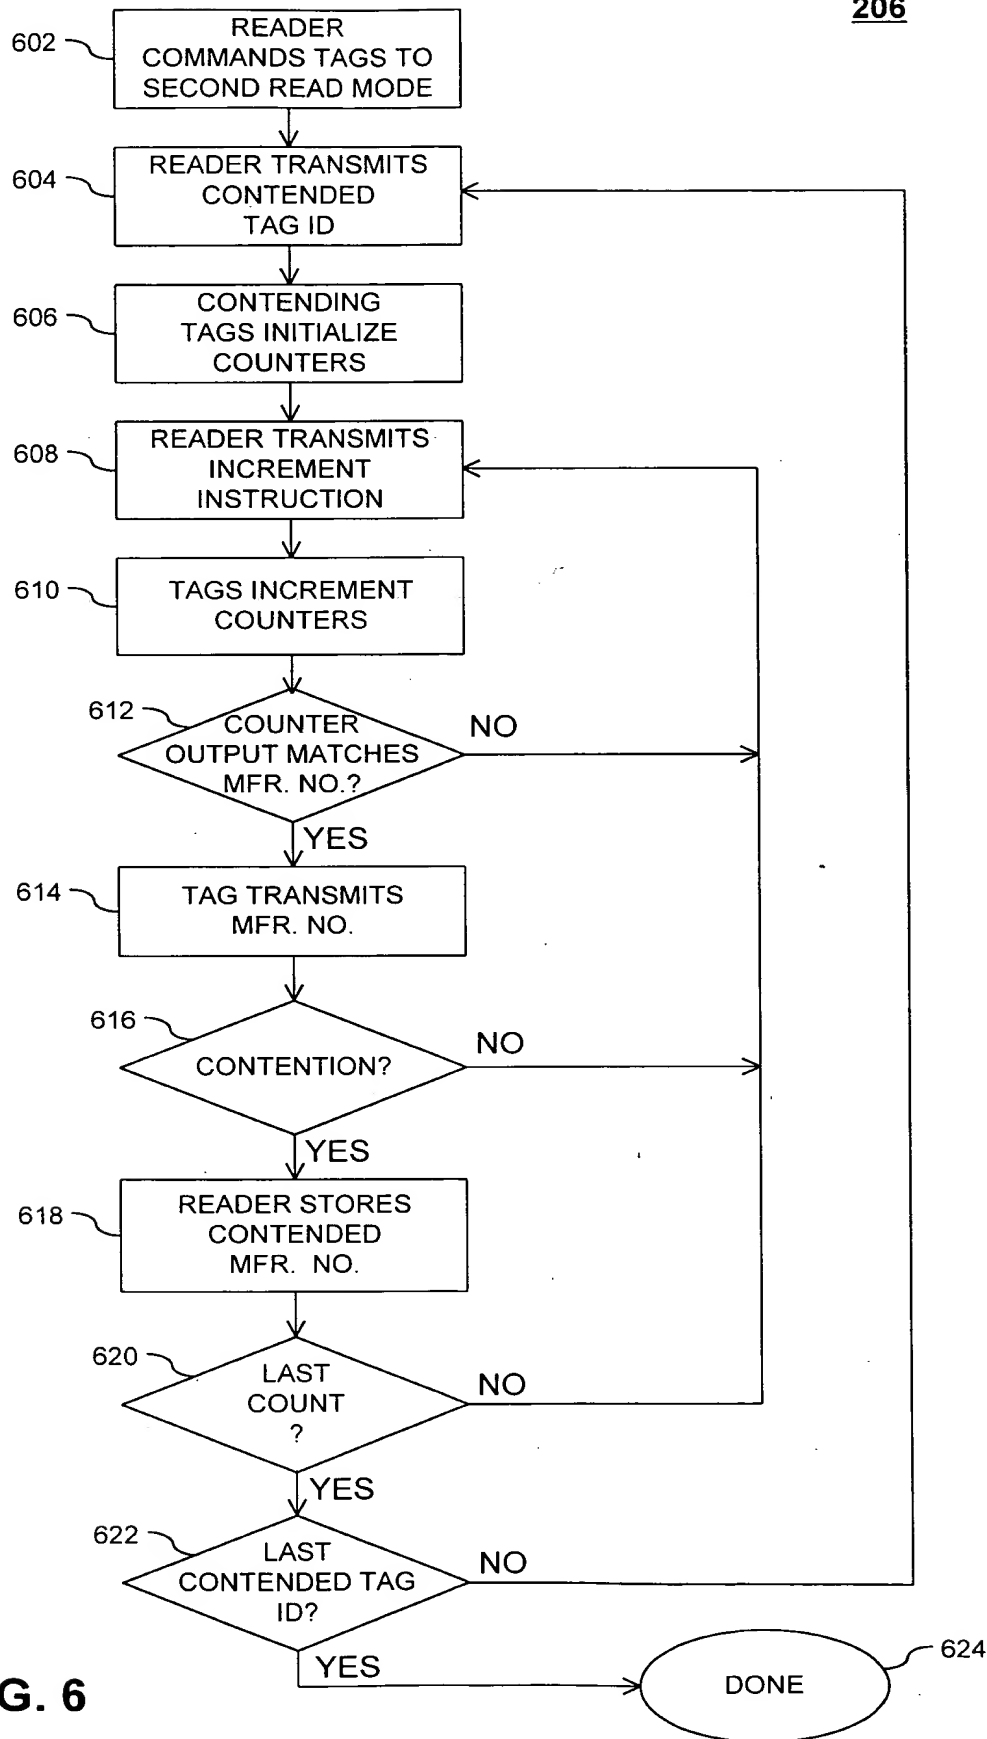 206
602
READER
COMMANDS TAGS TO
SECOND READ MODE
604
READER TRANSMITS
CONTENDED
TAG ID
606
CONTENDING
TAGS INITIALIZE
COUNTERS
608
READER TRANSMITS
INCREMENT
INSTRUCTION
610
TAGS INCREMENT
COUNTERS
612
COUNTER
OUTPUT MATCHES
MFR. NO.?
NO
YES
614
TAG TRANSMITS
MFR. NO.
616
CONTENTION?
NO
YES
618
READER STORES
CONTENDED
MFR. NO.
620
LAST
COUNT
?
NO
YES
622
LAST
CONTENDED TAG
ID?
NO
YES
624
DONE
G. 6